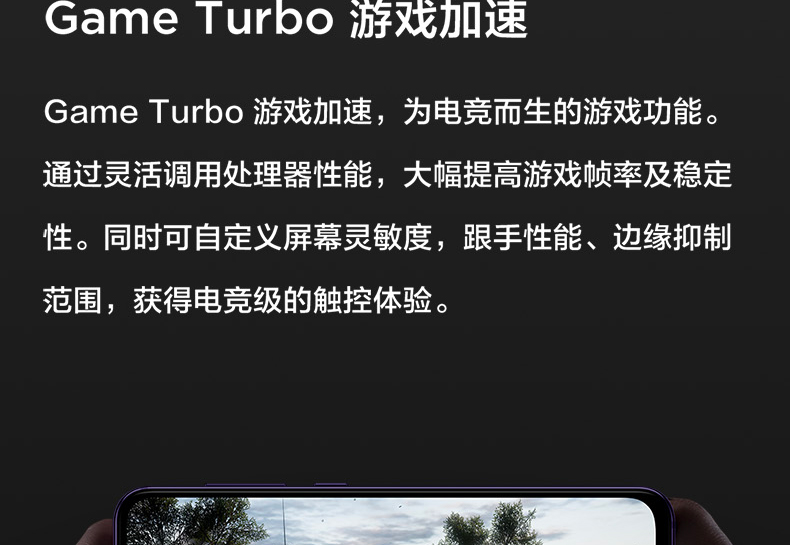 Game Turbo 游戏加速
Game Turbo 游戏加速，为电竞而生的游戏功能。
通过灵活调用处理器性能，大幅提高游戏帧率及稳定
性。同时可自定义屏幕灵敏度，跟手性能、边缘抑制
范围，获得电竞级的触控体验。